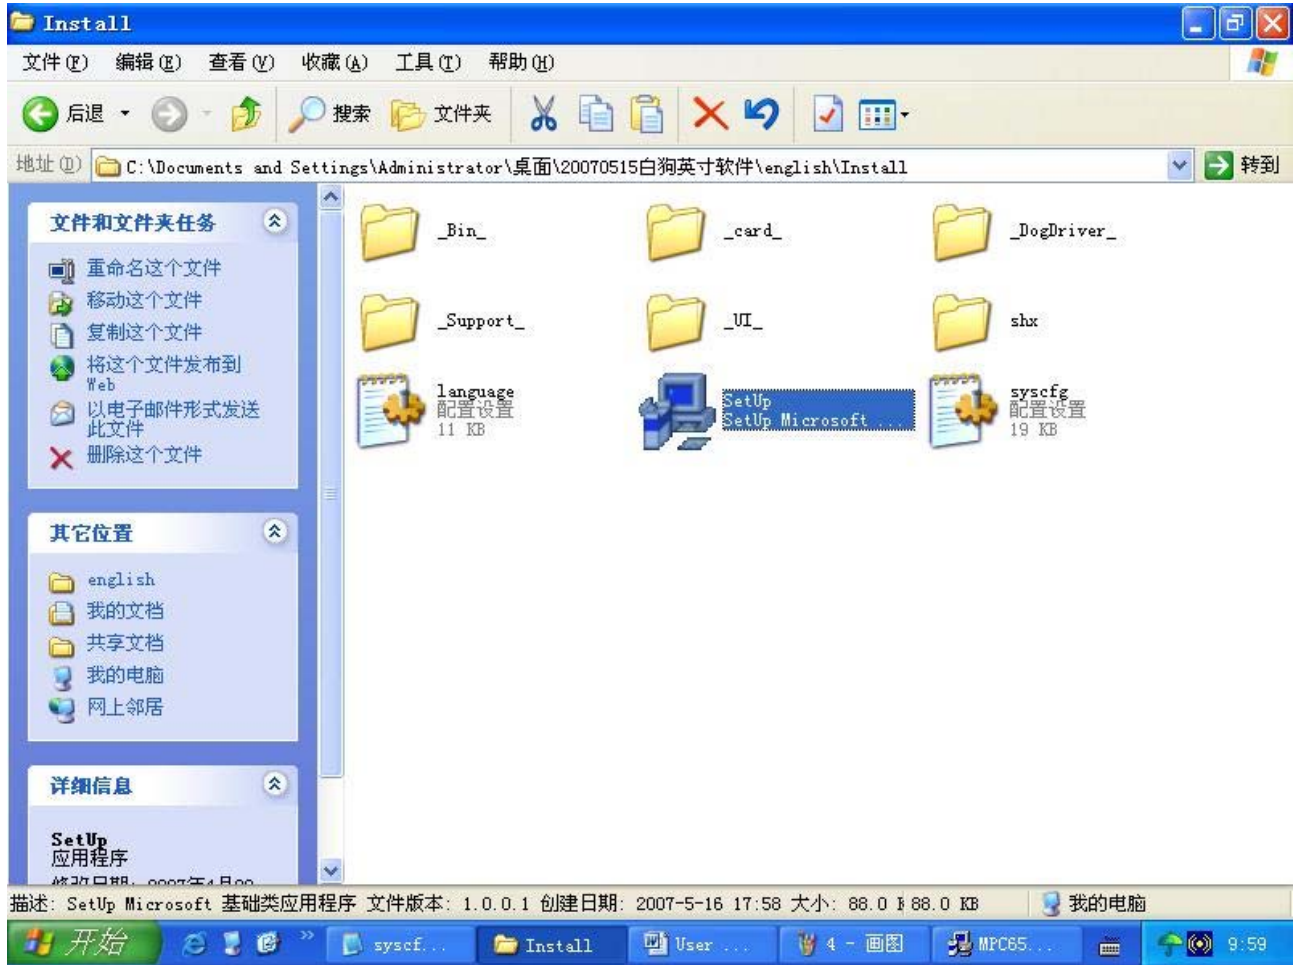 Install
文件(F) 编辑(E) 查看(V) 收藏(A) 工具(T) 帮助(H)
后退 搜索 文件夹
地址(D) C:\Documents and Settings\Administrator\桌面\20070515白狗英寸软件\english\Install 转到
文件和文件夹任务
重命名这个文件
移动这个文件
复制这个文件
将这个文件发布到
Web
以电子邮件形式发送
此文件
删除这个文件
其它位置
english
我的文档
共享文档
我的电脑
网上邻居
详细信息
SetUp
应用程序
_Bin_
_card_
_DogDriver_
_Support_
_UI_
shx
language
配置设置
11 KB
SetUp
SetUp Microsoft ...
syscfg
配置设置
19 KB
描述: SetUp Microsoft 基础类应用程序 文件版本: 1.0.0.1 创建日期: 2007-5-16 17:58 大小: 88.0 88.0 KB 我的电脑
开始 » syscf... Install User ... 4 - 画图 MPC65... 9:59